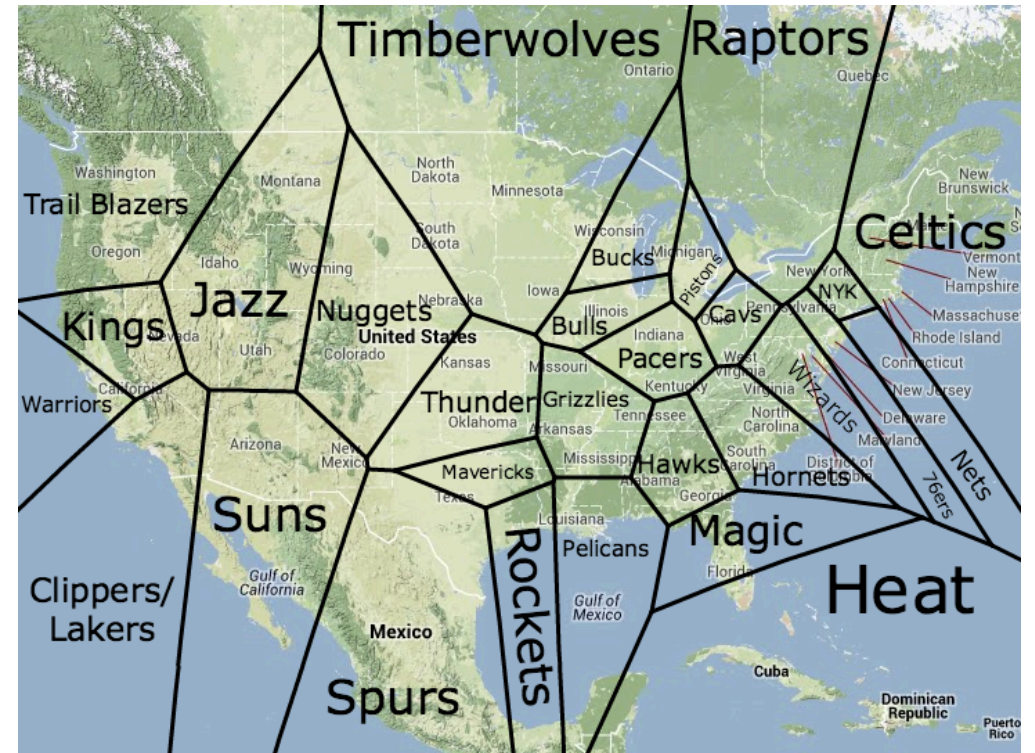 Timberwolves
Raptors
Ontario
Quebec
Washington
Montana
North
Dakota
Minnesota
New
Brunswick
Trail Blazers
Oregon
Idaho
Wyoming
South
Dakota
Wisconsin
Bucks
Michigan
Pistons
Celtics
Vermont
New
Hampshire
Jazz
Nuggets
Nebraska
Iowa
New York
NYK
Massachuse
Kings
Nevada
United States
Bulls
Illinois
Indiana
Ohio
Cavs
Pennsylvania
Rhode Island
Utah
Colorado
Kansas
Missouri
Pacers
West
Virginia
Connecticut
Warriors
California
Thunder
Oklahoma
Grizzlies
Kentucky
Virginia
Wizards
New Jersey
Tennessee
Arkansas
North
Carolina
Delaware
Maryland
Arizona
New
Mexico
Mavericks
Texas
Mississippi
Alabama
Hawks
South
Carolina
Georgia
Hornets
District of
Columbia
76ers
Nets
Suns
Rockets
Louisiana
Pelicans
Magic
Florida
Heat
Clippers/
Lakers
Gulf of
California
Gulf of
Mexico
Mexico
Spurs
Cuba
Dominican
Republic
Puerto
Rico